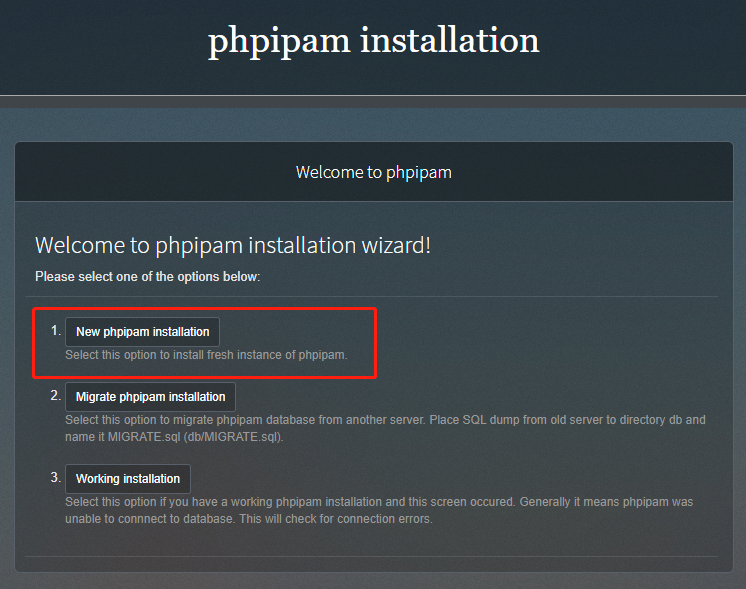 phpipam installation
Welcome to phpipam
Welcome to phpipam installation wizard!
Please select one of the options below:
1. New phpipam installation
Select this option to install fresh instance of phpipam.
2. Migrate phpipam installation
Select this option to migrate phpipam database from another server. Place SQL dump from old server to directory db and
name it MIGRATE.sql (db/MIGRATE.sql).
3. Working installation
Select this option if you have a working phpipam installation and this screen occured. Generally it means phpipam was
unable to connnect to database. This will check for connection errors.